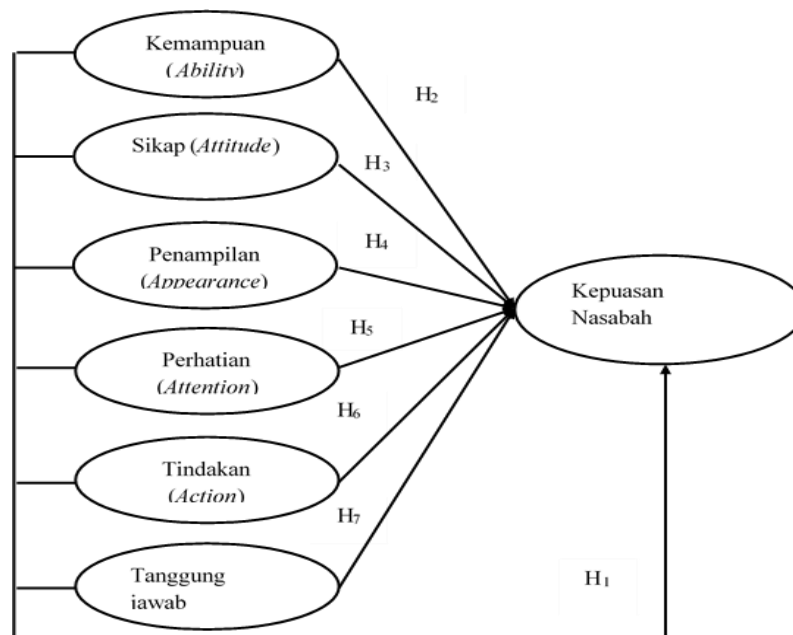 Kemampuan
(Ability)
H2
Sikap (Attitude)
H3
Penampilan
(Appearance)
H4
Kepuasan
Nasabah
Perhatian
(Attention)
H5
Tindakan
(Action)
H6
Tanggung
jawab
H7
H1